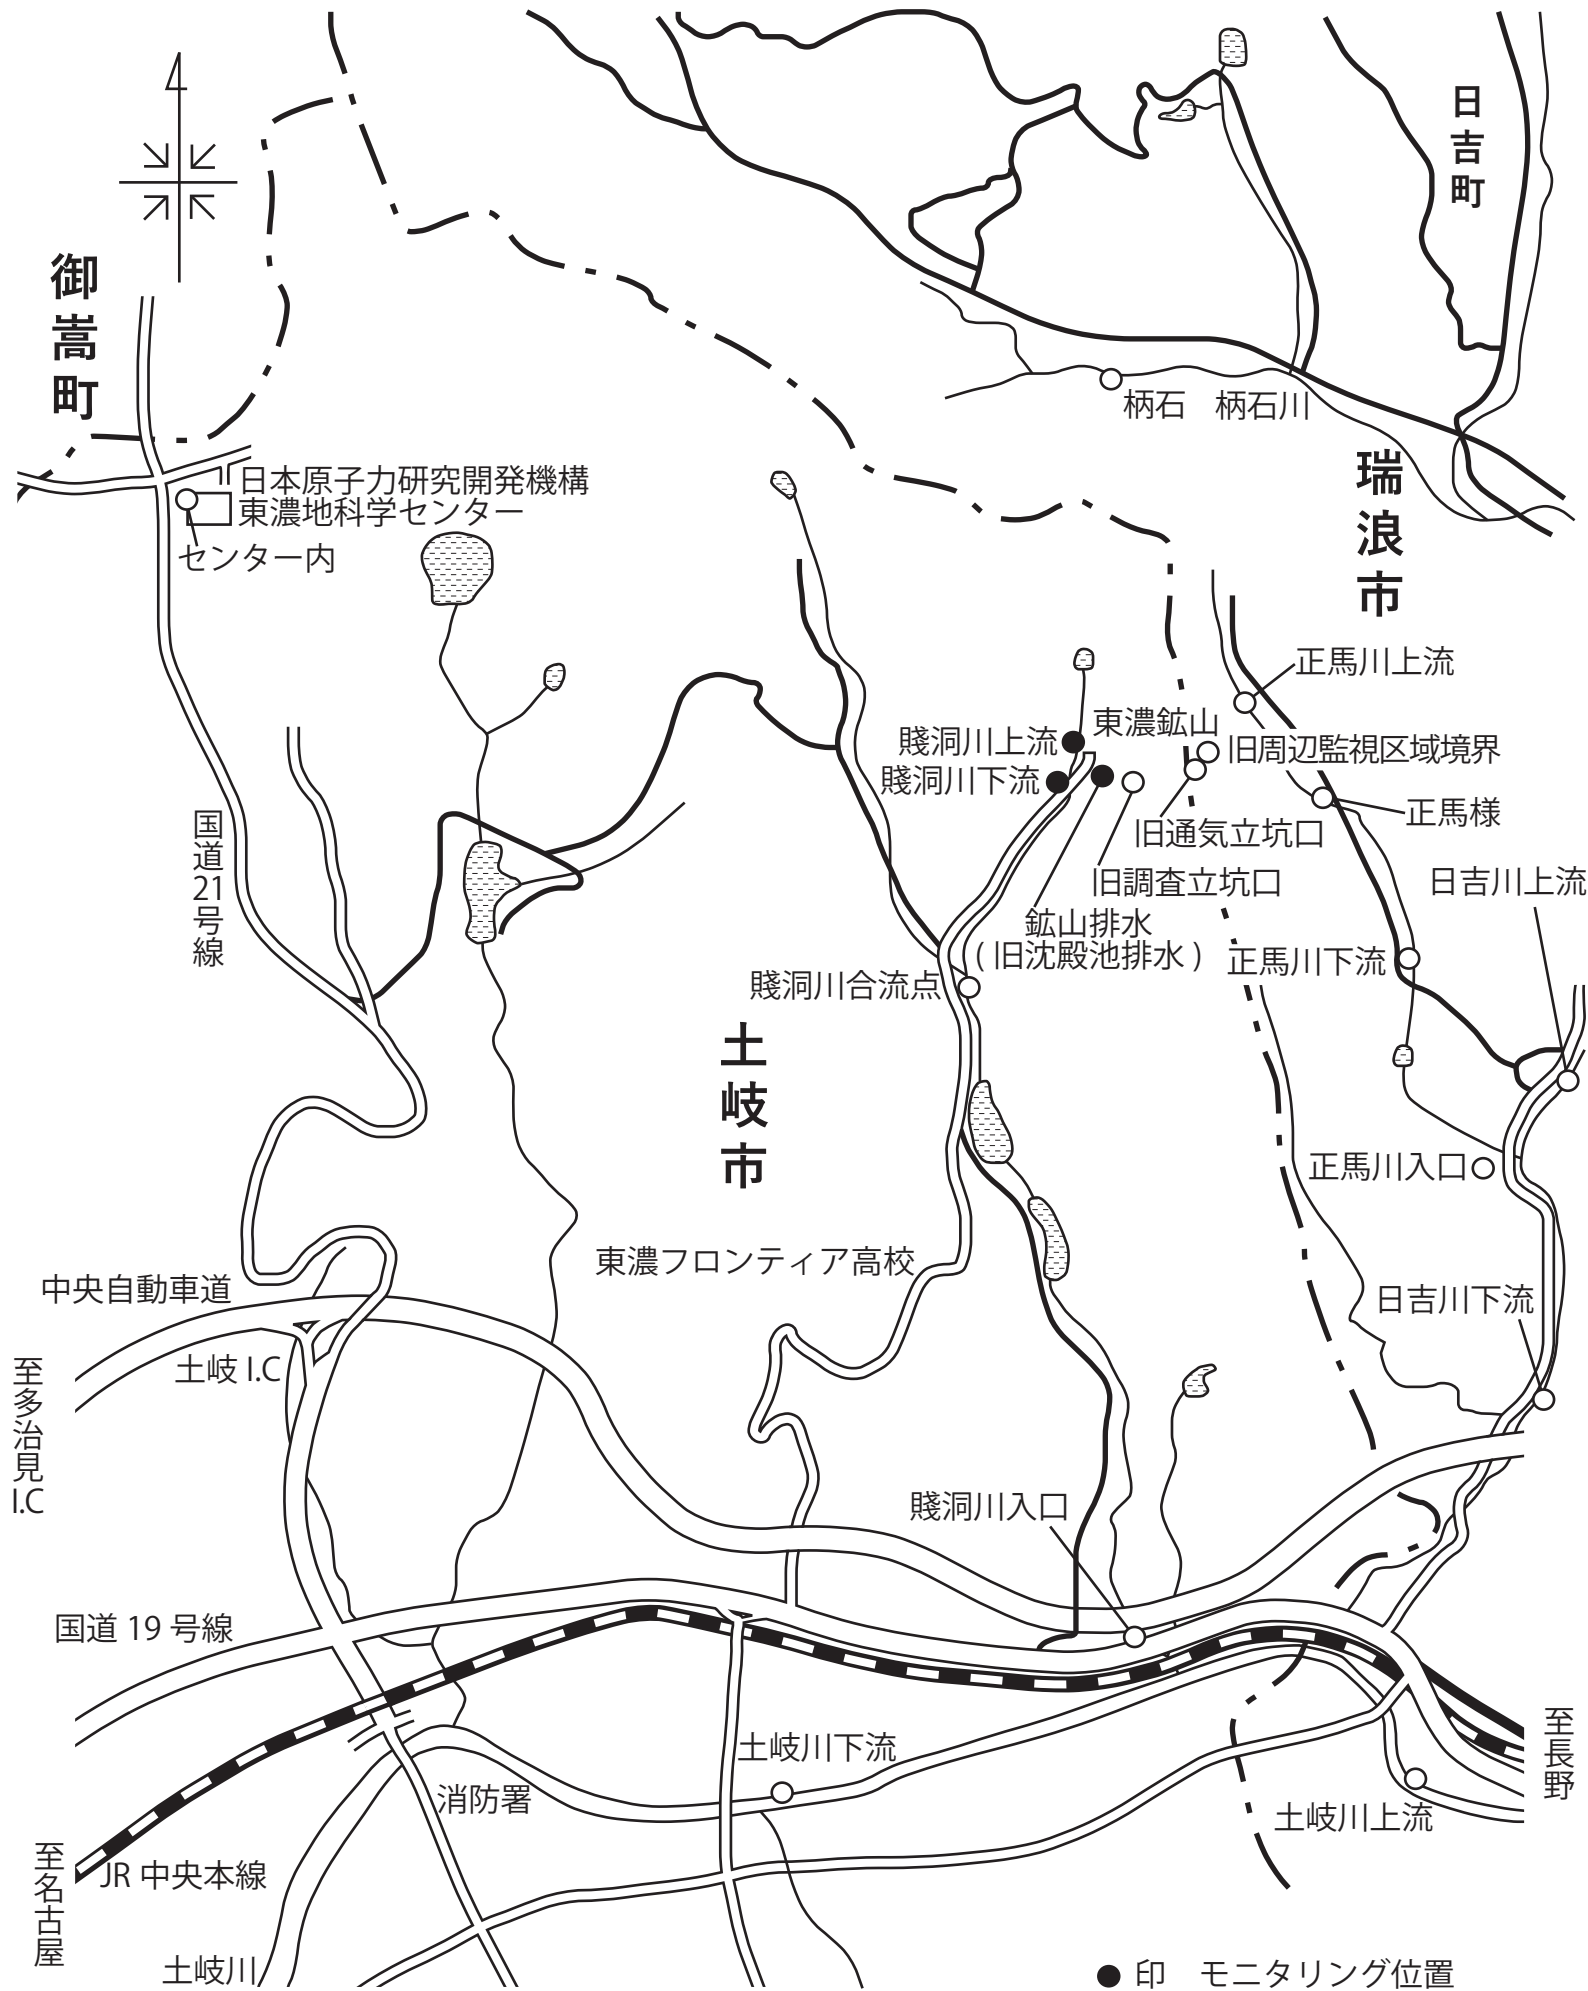 日吉町
御嵩町
柄石　柄石川
瑞浪市
日本原子力研究開発機構
東濃地科学センター
センター内
正馬川上流
東濃鉱山
賤洞川上流
旧周辺監視区域境界
賤洞川下流
正馬様
旧通気立坑口
国道21号線
旧調査立坑口
日吉川上流
鉱山排水
(旧沈殿池排水)
正馬川下流
賤洞川合流点
土岐市
正馬川入口
東濃フロンティア高校
中央自動車道
日吉川下流
土岐 I.C
至多治見I.C
賤洞川入口
国道 19 号線
土岐川下流
至長野
消防署
土岐川上流
JR 中央本線
至名古屋
土岐川
● 印　モニタリング位置